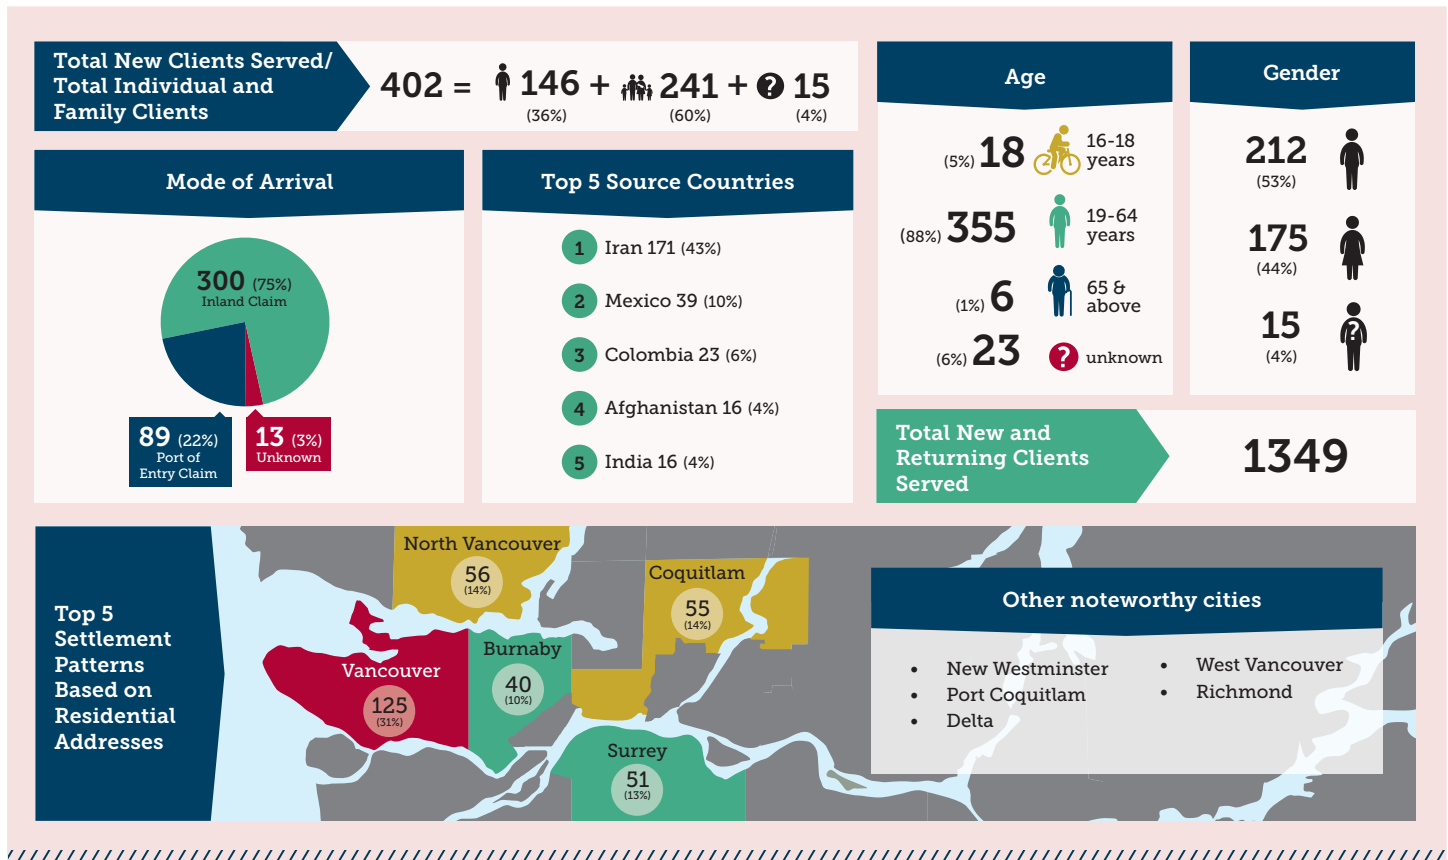 Total New Clients Served/
Total Individual and
Family Clients
402 = 146 + 241 + ? 15
(36%) (60%) (4%)
Mode of Arrival
300 (75%)
Inland Claim
89 (22%)
Port of
Entry Claim
13 (3%)
Unknown
Top 5 Source Countries
1 Iran 171 (43%)
2 Mexico 39 (10%)
3 Colombia 23 (6%)
4 Afghanistan 16 (4%)
5 India 16 (4%)
Age
(5%) 18 16-18
years
(88%) 355 19-64
years
(1%) 6 65 &
above
(6%) 23 ? unknown
Gender
212
(53%)
175
(44%)
15
(4%)
?
Total New and
Returning Clients
Served
1349
Top 5
Settlement
Patterns
Based on
Residential
Addresses
North Vancouver
56
(14%)
Coquitlam
55
(14%)
Burnaby
40
(10%)
Vancouver
125
(31%)
Surrey
51
(13%)
Other noteworthy cities
• New Westminster
• Port Coquitlam
• Delta
• West Vancouver
• Richmond